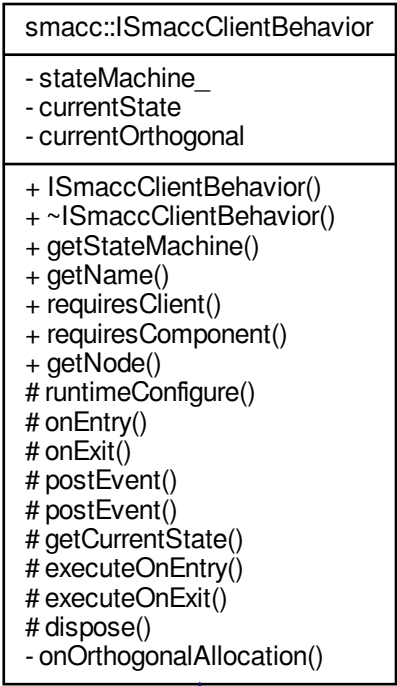 smacc::ISmaccClientBehavior
- stateMachine_
- currentState
- currentOrthogonal
+ ISmaccClientBehavior()
+ ~ISmaccClientBehavior()
+ getStateMachine()
+ getName()
+ requiresClient()
+ requiresComponent()
+ getNode()
# runtimeConfigure()
# onEntry()
# onExit()
# postEvent()
# postEvent()
# getCurrentState()
# executeOnEntry()
# executeOnExit()
# dispose()
- onOrthogonalAllocation()